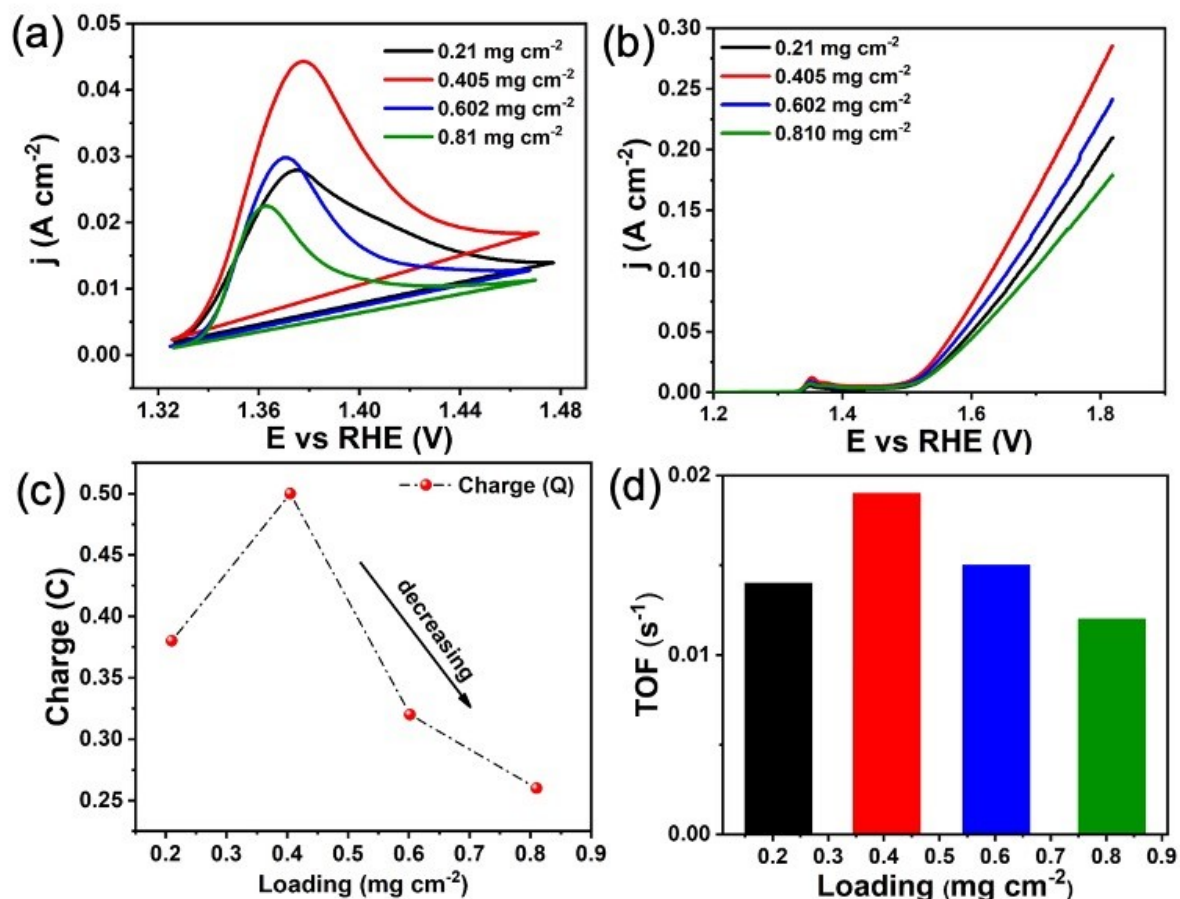 (a)
0.05
0.04
0.03
0.02
0.01
0.00
j (A cm⁻²)
0.21 mg cm⁻²
0.405 mg cm⁻²
0.602 mg cm⁻²
0.81 mg cm⁻²
1.32 1.36 1.40 1.44 1.48
E vs RHE (V)
(b)
0.30
0.25
0.20
0.15
0.10
0.05
0.00
j (A cm⁻²)
0.21 mg cm⁻²
0.405 mg cm⁻²
0.602 mg cm⁻²
0.810 mg cm⁻²
1.2 1.4 1.6 1.8
E vs RHE (V)
(c)
0.50
0.45
0.40
0.35
0.30
0.25
Charge (C)
Charge (Q)
decreasing
0.2 0.3 0.4 0.5 0.6 0.7 0.8 0.9
Loading (mg cm⁻²)
(d)
0.02
0.01
0.00
TOF (s⁻¹)
0.2 0.3 0.4 0.5 0.6 0.7 0.8 0.9
Loading (mg cm⁻²)